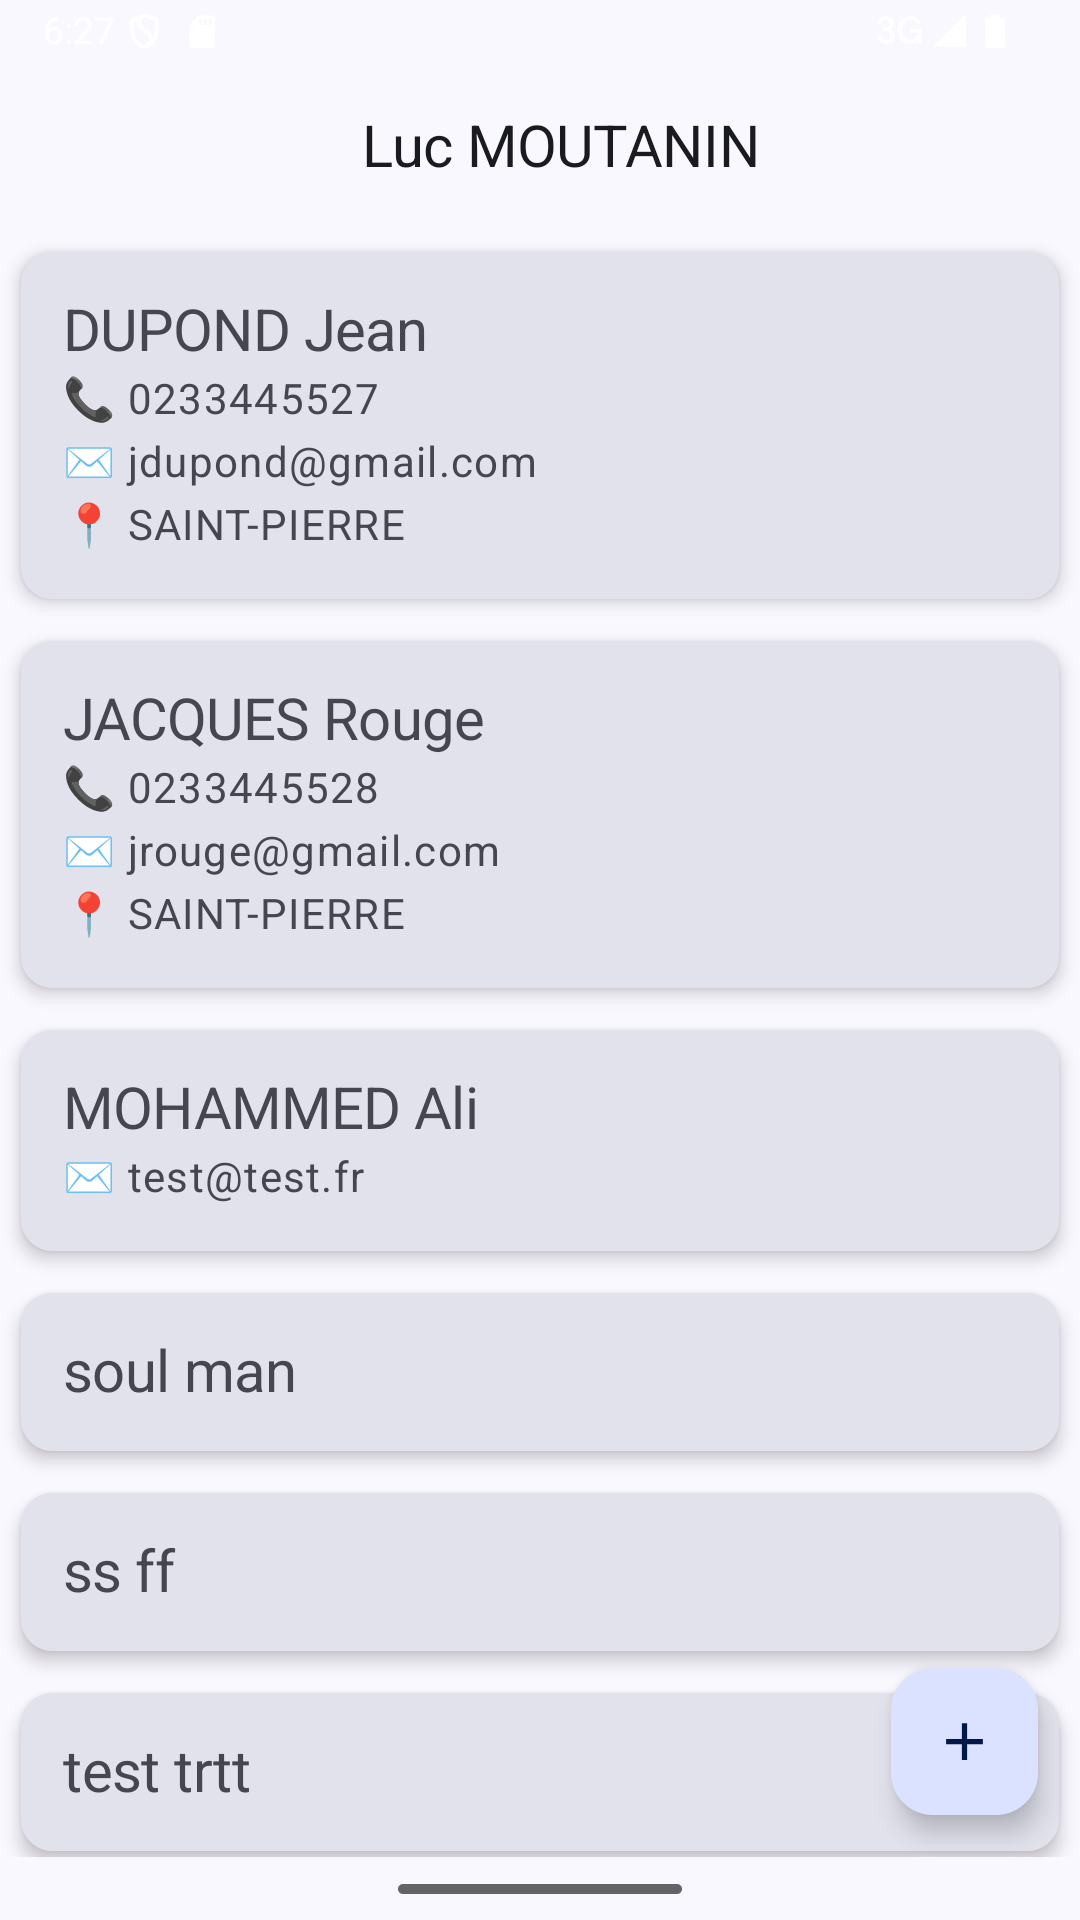 6:27 3G
Luc MOUTANIN
DUPOND Jean
📞 0233445527
✉️ jdupond@gmail.com
📍 SAINT-PIERRE
JACQUES Rouge
📞 0233445528
✉️ jrouge@gmail.com
📍 SAINT-PIERRE
MOHAMMED Ali
✉️ test@test.fr
soul man
ss ff
test trtt
+